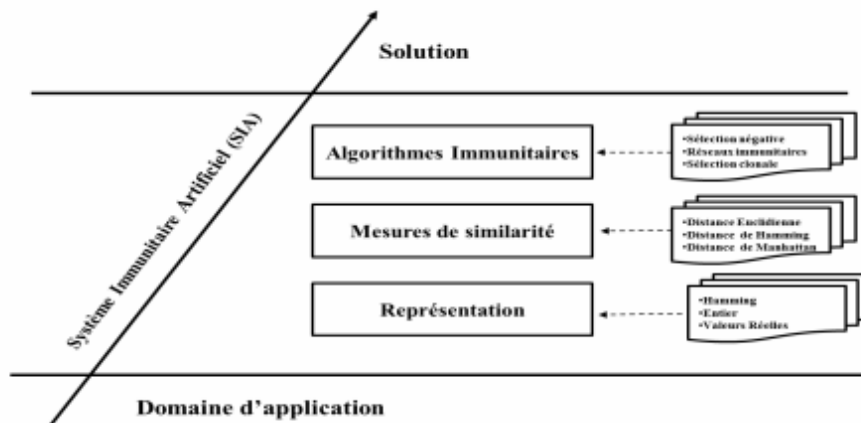 Solution
Système Immunitaire Artificiel (SIA)
Algorithmes Immunitaires
•Sélection négative
•Réseaux immunitaires
•Sélection clonale
Mesures de similarité
•Distance Euclidienne
•Distance de Hamming
•Distance de Manhattan
Représentation
•Hamming
•Entier
•Valeurs Réelles
Domaine d'application